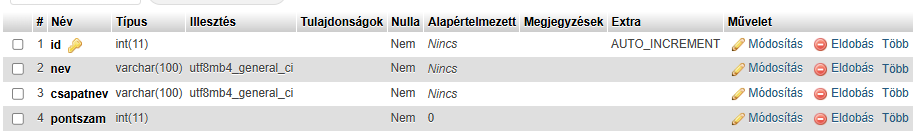 # Név Típus Illesztés Tulajdonságok Nulla Alapértelmezett Megjegyzések Extra Művelet
1 id int(11) Nem Nincs AUTO_INCREMENT Módosítás Eldobás Több
2 nev varchar(100) utf8mb4_general_ci Nem Nincs Módosítás Eldobás Több
3 csapatnev varchar(100) utf8mb4_general_ci Nem Nincs Módosítás Eldobás Több
4 pontszam int(11) Nem 0 Módosítás Eldobás Több